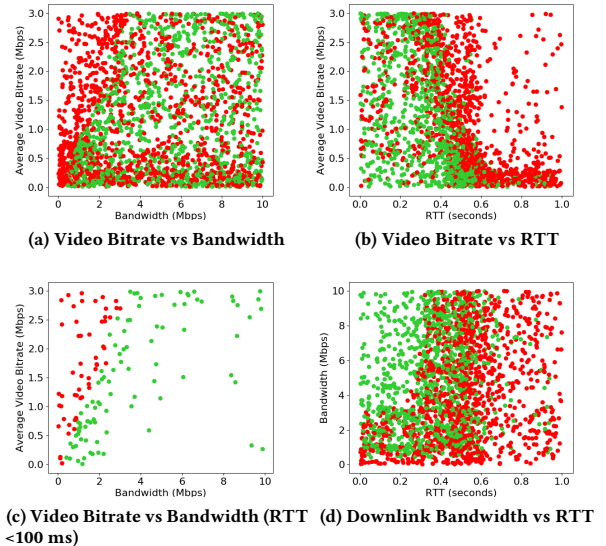 3.0
2.5
2.0
1.5
1.0
0.5
0.0
Average Video Bitrate (Mbps)
0 2 4 6 8 10
Bandwidth (Mbps)
(a) Video Bitrate vs Bandwidth
3.0
2.5
2.0
1.5
1.0
0.5
0.0
Average Video Bitrate (Mbps)
0.0 0.2 0.4 0.6 0.8 1.0
RTT (seconds)
(b) Video Bitrate vs RTT
3.0
2.5
2.0
1.5
1.0
0.5
0.0
Average Video Bitrate (Mbps)
0 2 4 6 8 10
Bandwidth (Mbps)
(c) Video Bitrate vs Bandwidth (RTT
<100 ms)
10
8
6
4
2
0
Bandwidth (Mbps)
0.0 0.2 0.4 0.6 0.8 1.0
RTT (seconds)
(d) Downlink Bandwidth vs RTT